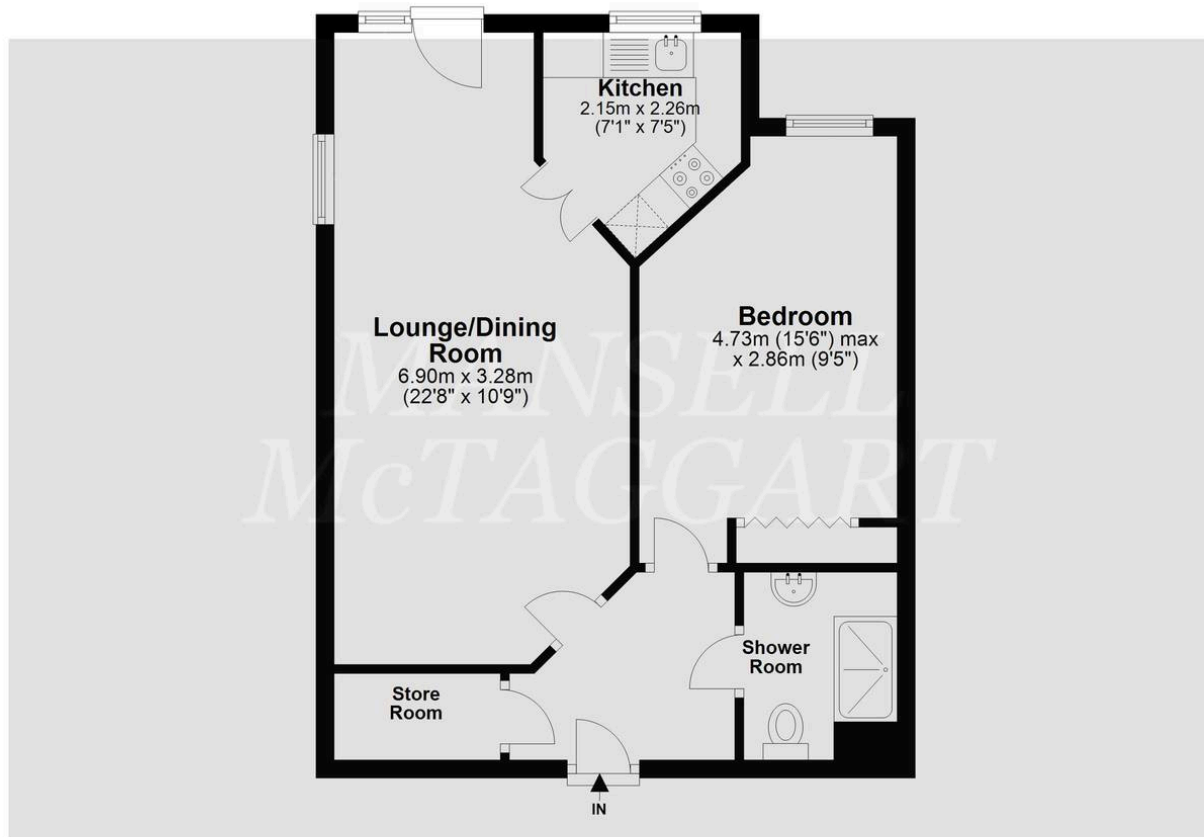 Kitchen
2.15m x 2.26m
(7'1" x 7'5")
Lounge/Dining
Room
6.90m x 3.28m
(22'8" x 10'9")
Bedroom
4.73m (15'6") max
x 2.86m (9'5")
MANSELL
McTAGGART
Shower
Room
Store
Room
IN